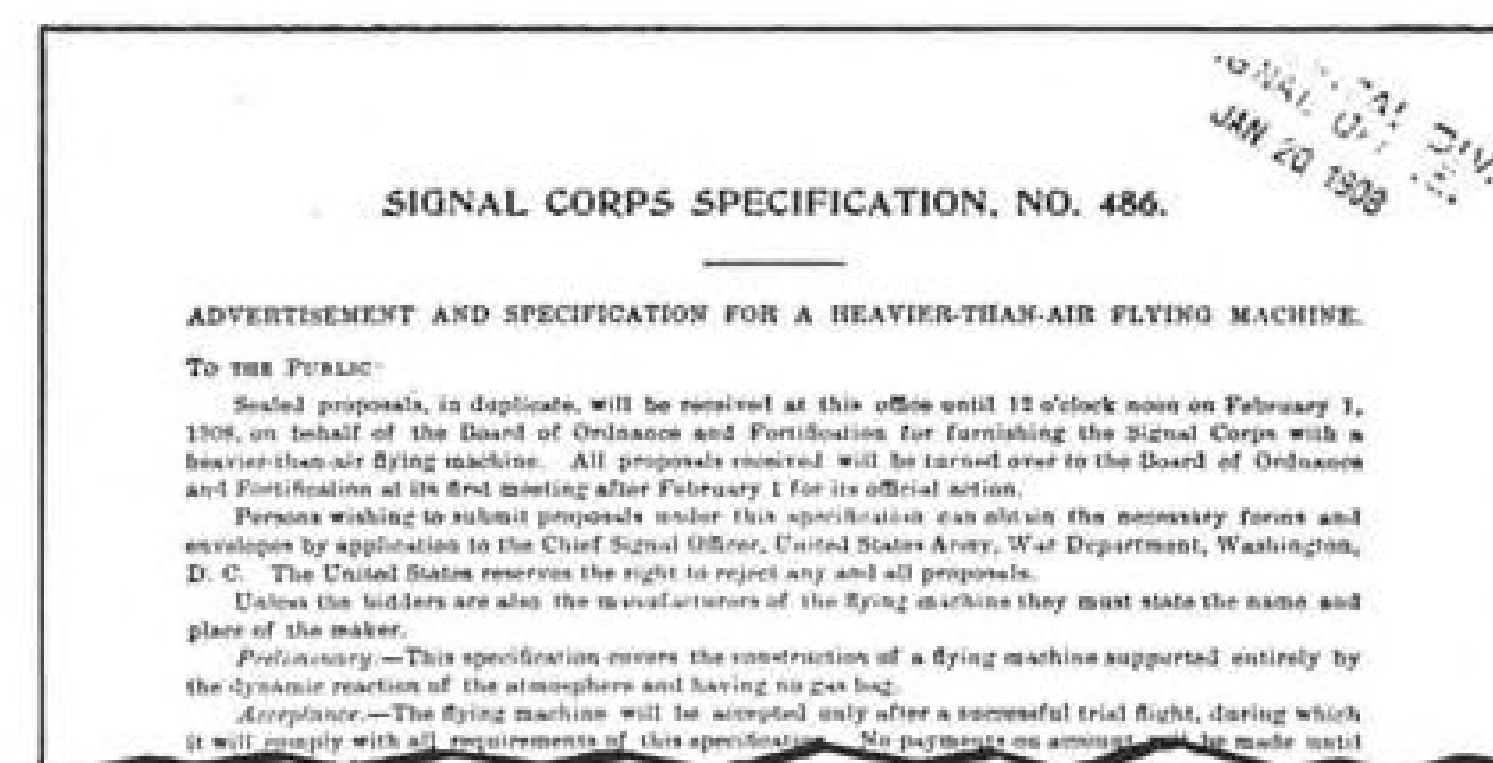 JAN 20 1908
SIGNAL CORPS SPECIFICATION, NO. 486.
ADVERTISEMENT AND SPECIFICATION FOR A HEAVIER-THAN-AIR FLYING MACHINE.
TO THE PUBLIC:
Sealed proposals, in duplicate, will be received at this office until 12 o'clock noon on February 1,
1908, on behalf of the Board of Ordnance and Fortification for furnishing the Signal Corps with a
heavier-than-air flying machine. All proposals received will be turned over to the Board of Ordnance
and Fortification at its first meeting after February 1 for its official action.
Persons wishing to submit proposals under this specification can obtain the necessary forms and
envelopes by application to the Chief Signal Officer, United States Army, War Department, Washington,
D. C. The United States reserves the right to reject any and all proposals.
Unless the bidders are also the manufacturers of the flying machine they must state the name and
place of the maker.
Preliminary.—This specification covers the construction of a flying machine supported entirely by
the dynamic reaction of the atmosphere and having no gas bag.
Acceptance.—The flying machine will be accepted only after a successful trial flight, during which
it will comply with all requirements of this specification. No payments on account will be made until